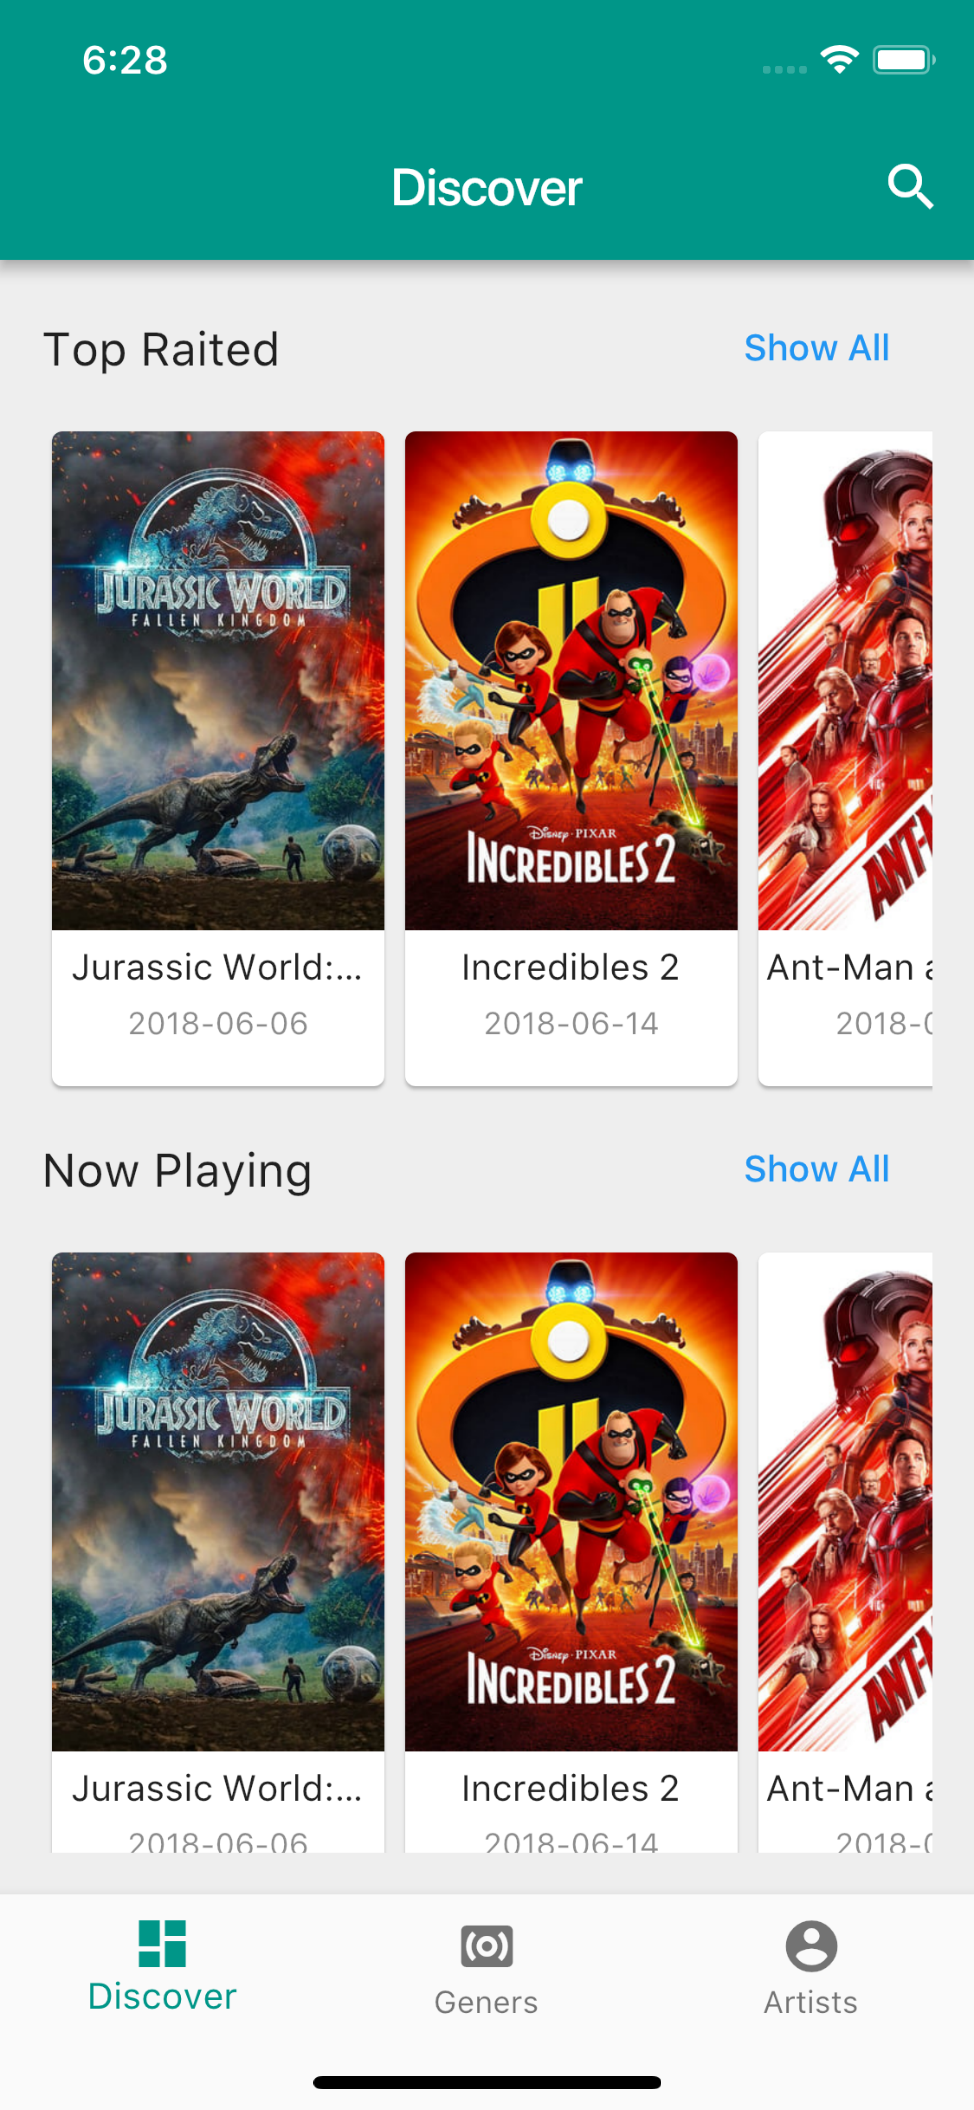 6:28
Discover
Top Raited
Show All
JURASSIC WORLD
FALLEN KINGDOM
Disney · PIXAR
INCREDIBLES 2
Jurassic World:...
Incredibles 2
Ant-Man
2018-06-06
2018-06-14
2018-0
Now Playing
Show All
JURASSIC WORLD
FALLEN KINGDOM
Disney · PIXAR
INCREDIBLES 2
Jurassic World:...
Incredibles 2
Ant-Man
2018-06-06
2018-06-14
2018-0
Discover
Geners
Artists